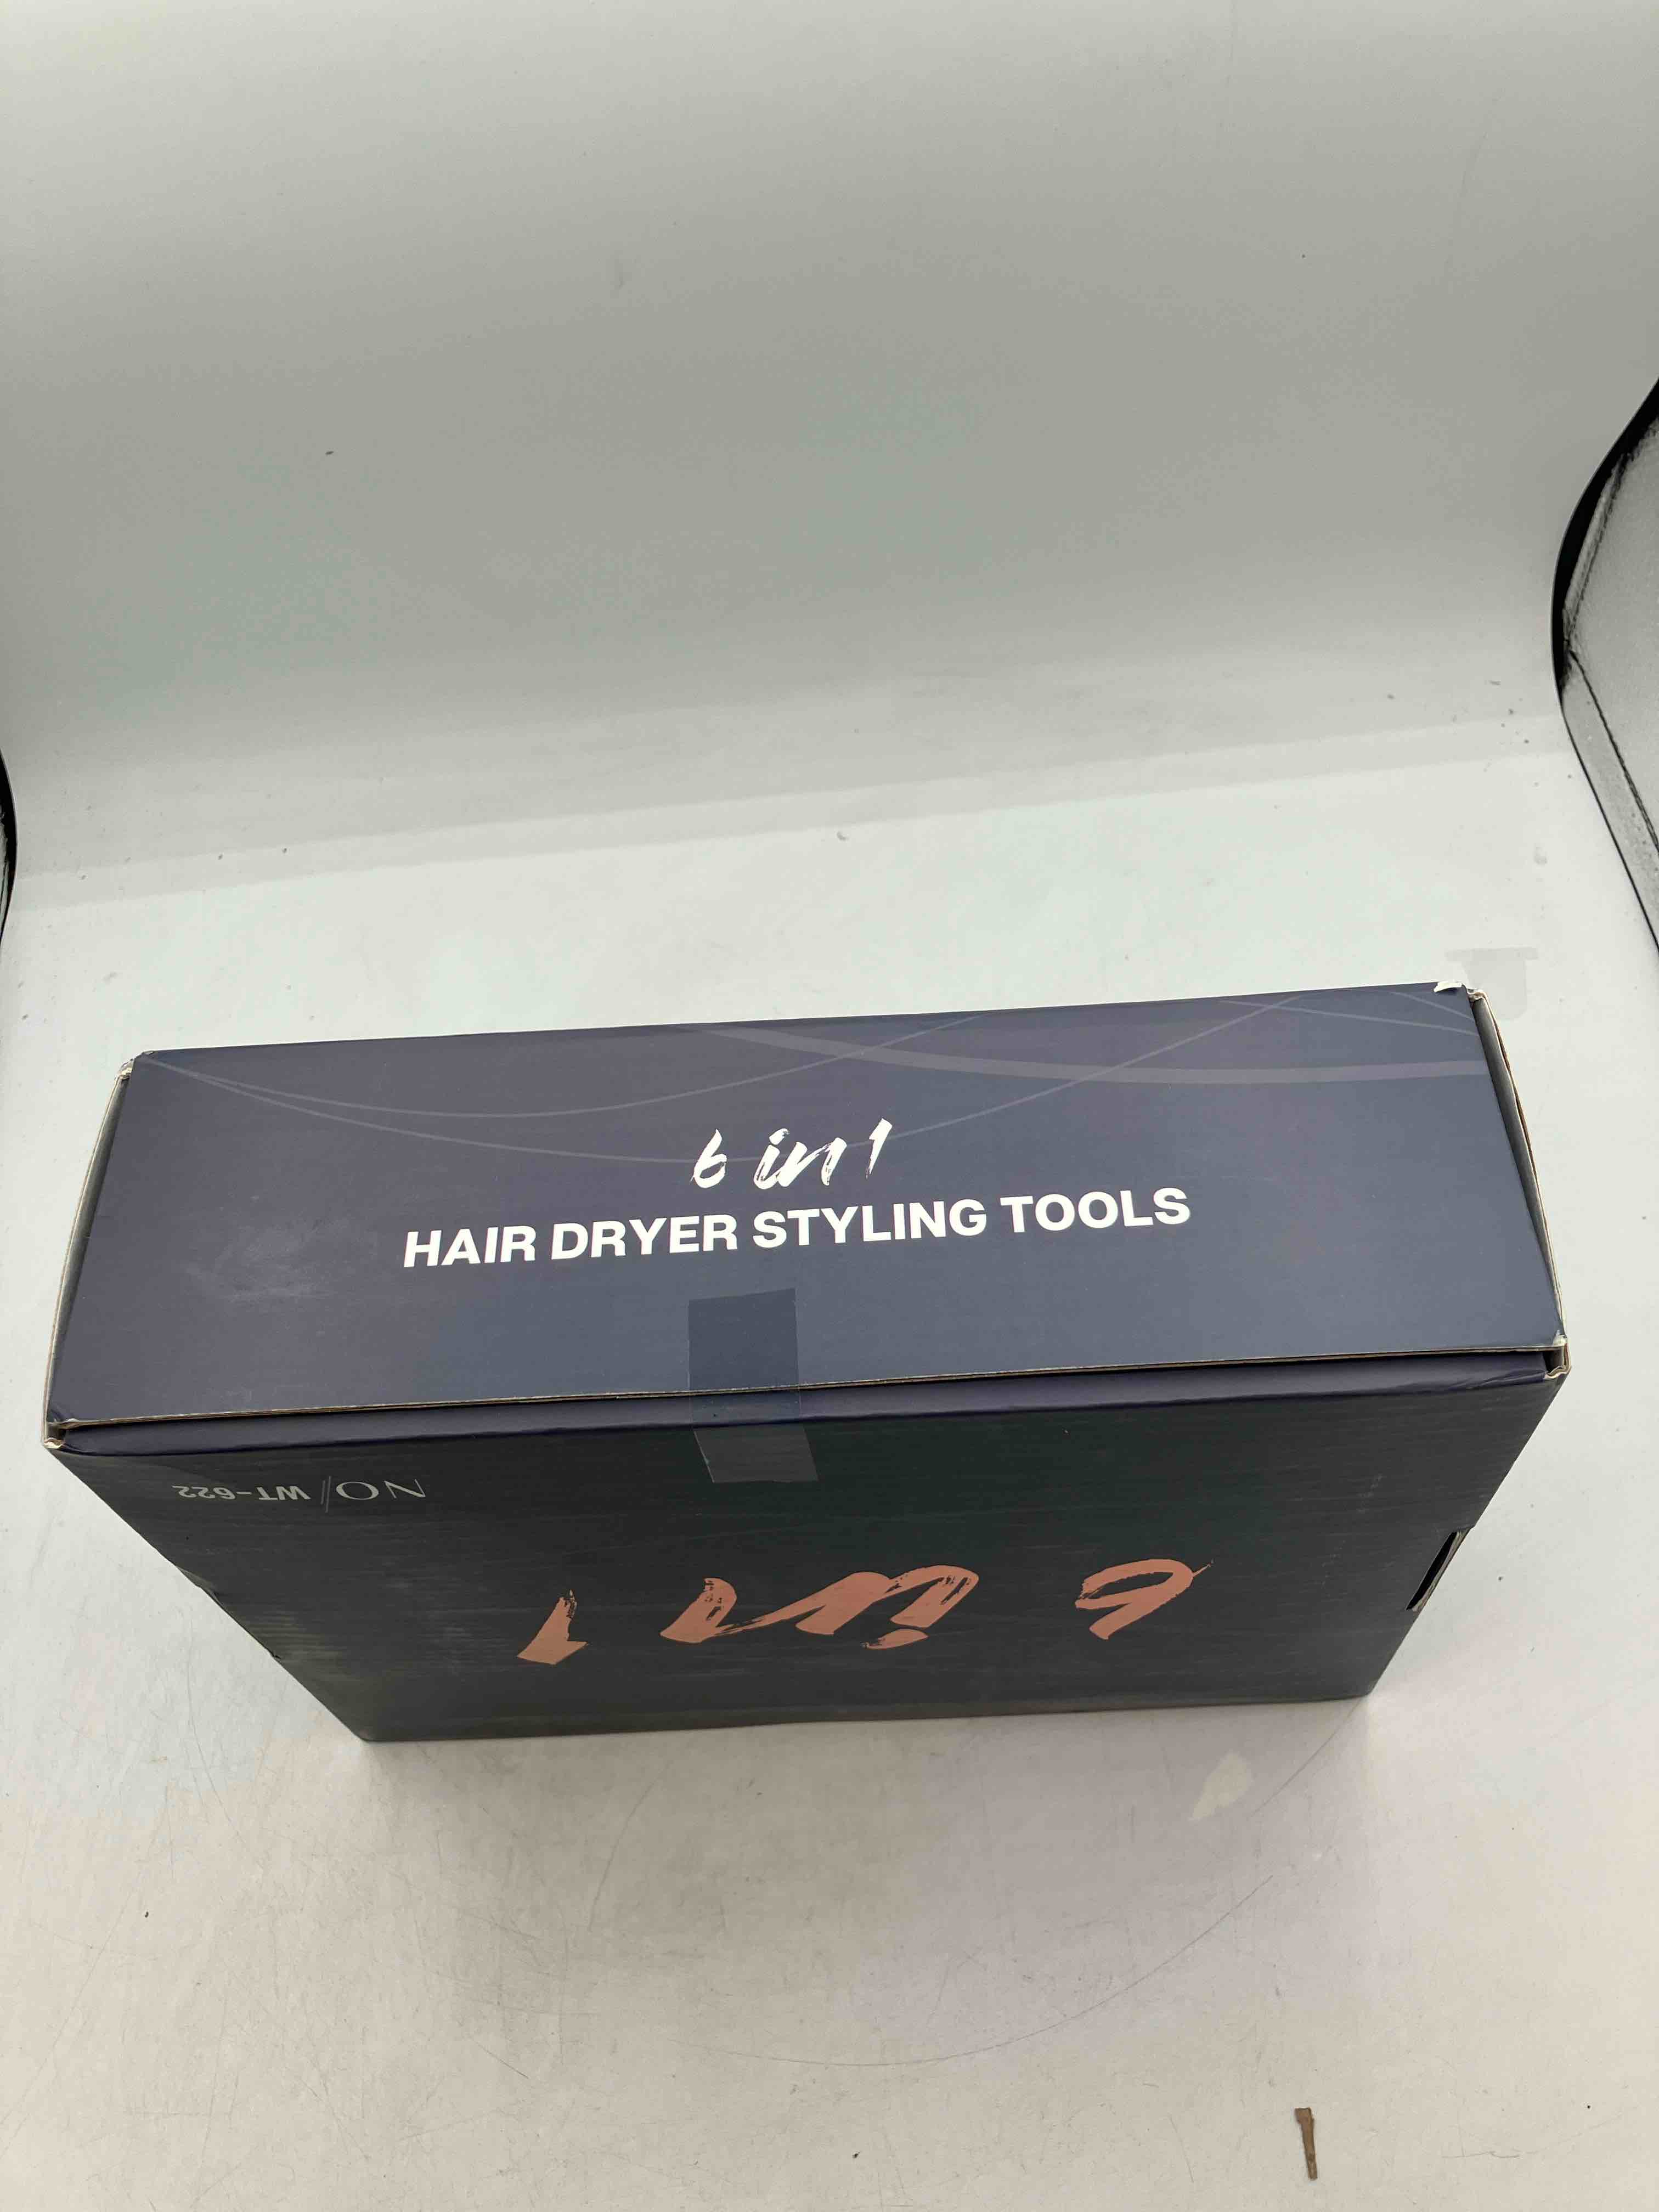 6 in 1
HAIR DRYER STYLING TOOLS
NO/WT-622
6 in 1